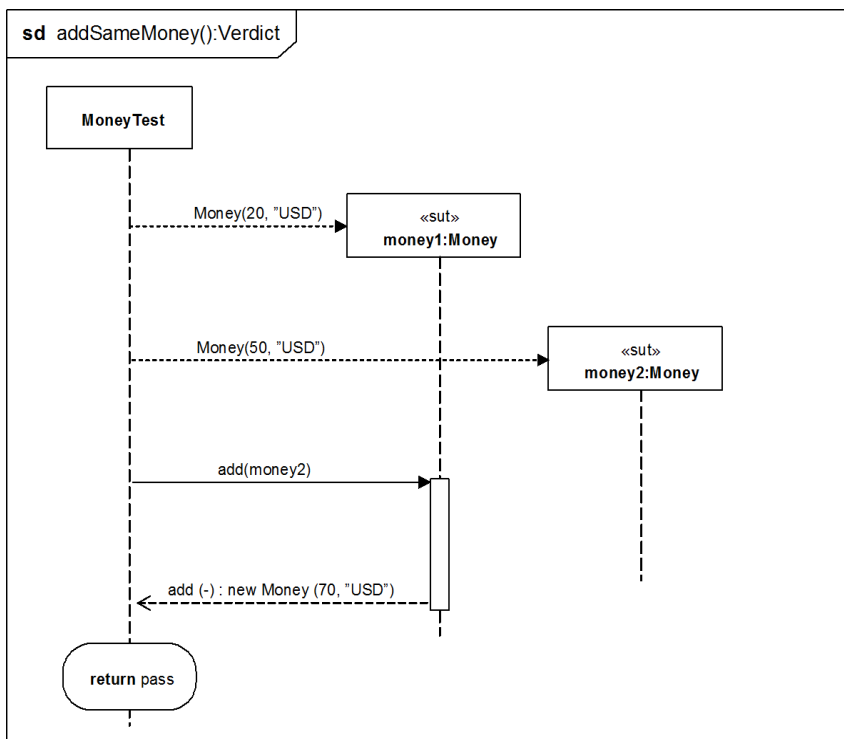 sd addSameMoney():Verdict
MoneyTest
Money(20, ”USD”)
«sut»
money1:Money
Money(50, ”USD”)
«sut»
money2:Money
add(money2)
add (-) : new Money (70, ”USD”)
return pass